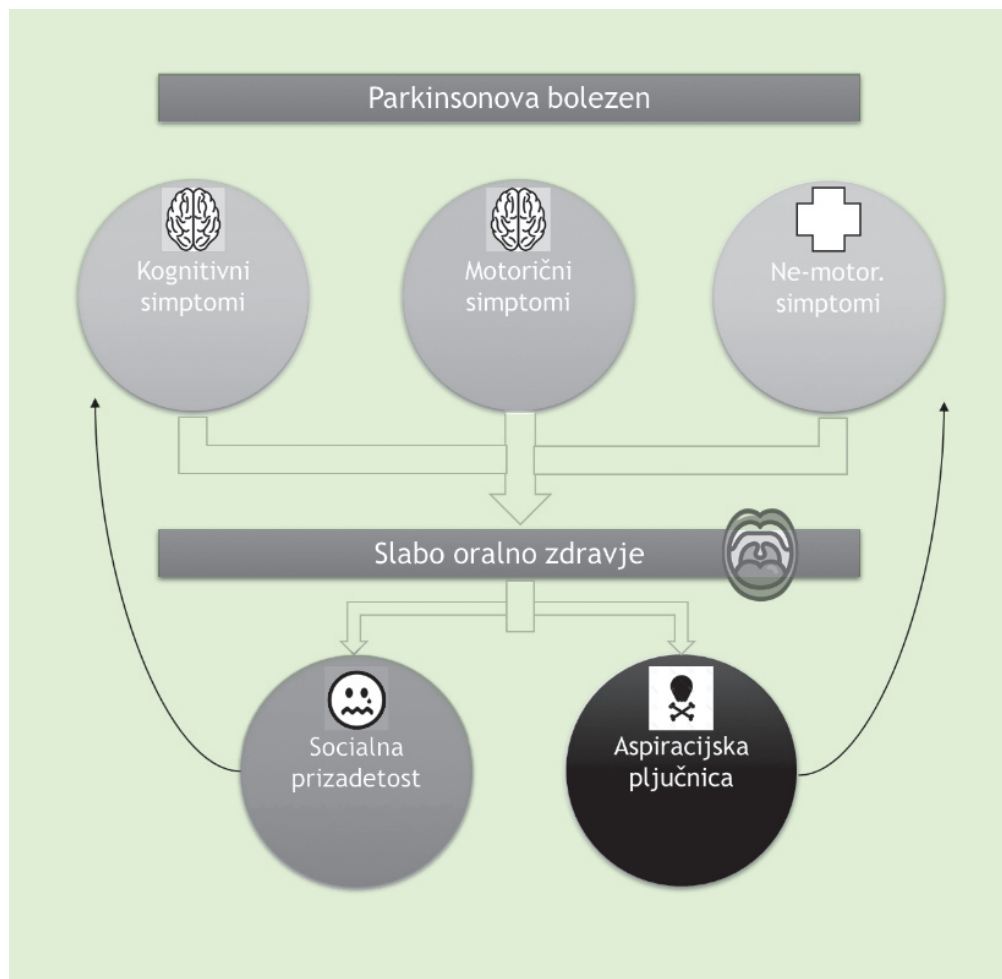 Parkinsonova bolezen
Kognitivni
simptomi
Motorični
simptomi
Ne-motor.
simptomi
Slabo oralno zdravje
Socialna
prizadetost
Aspiracijska
pljučnica